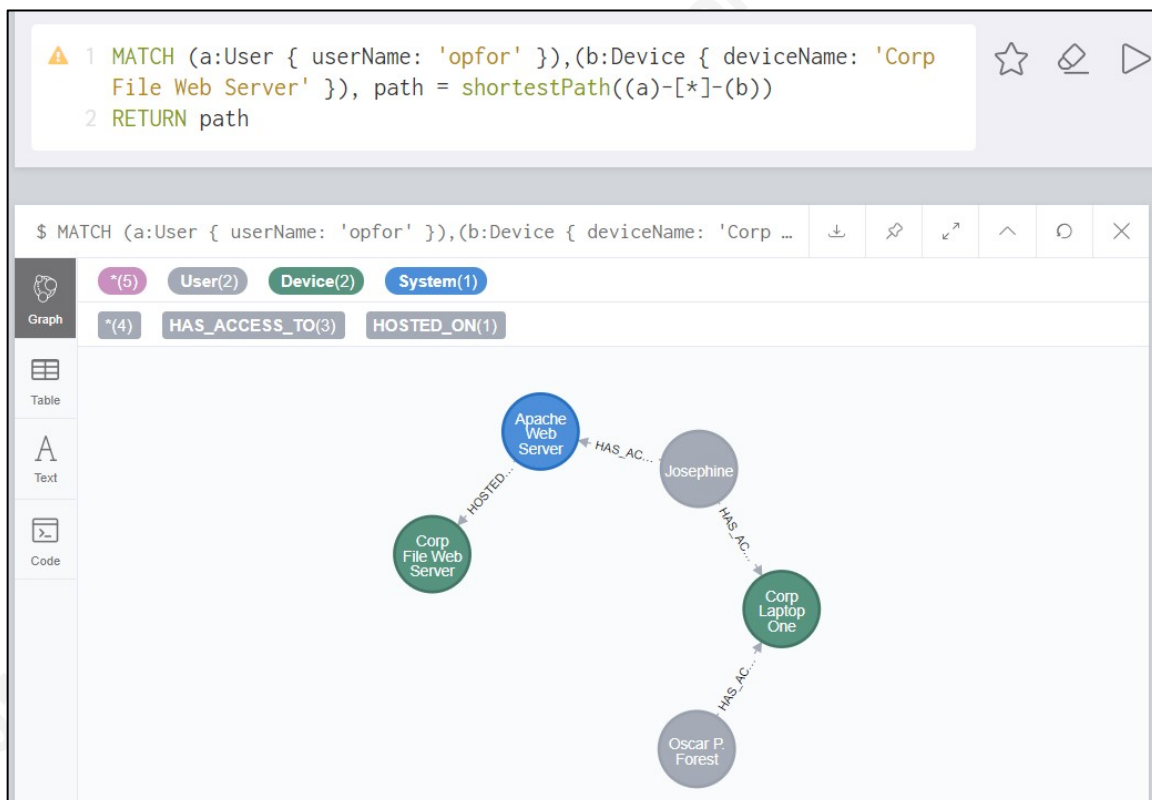 1 MATCH (a:User { userName: 'opfor' }),(b:Device { deviceName: 'Corp
File Web Server' }), path = shortestPath((a)-[*]-(b))
2 RETURN path
$ MATCH (a:User { userName: 'opfor' }),(b:Device { deviceName: 'Corp …
Graph
*(5) User(2) Device(2) System(1)
*(4) HAS_ACCESS_TO(3) HOSTED_ON(1)
Table
A
Text
Code
Apache
Web
Server
HAS_AC…
Josephine
HOSTED…
HAS_AC…
Corp
File Web
Server
Corp
Laptop
One
HAS_AC…
Oscar P.
Forest